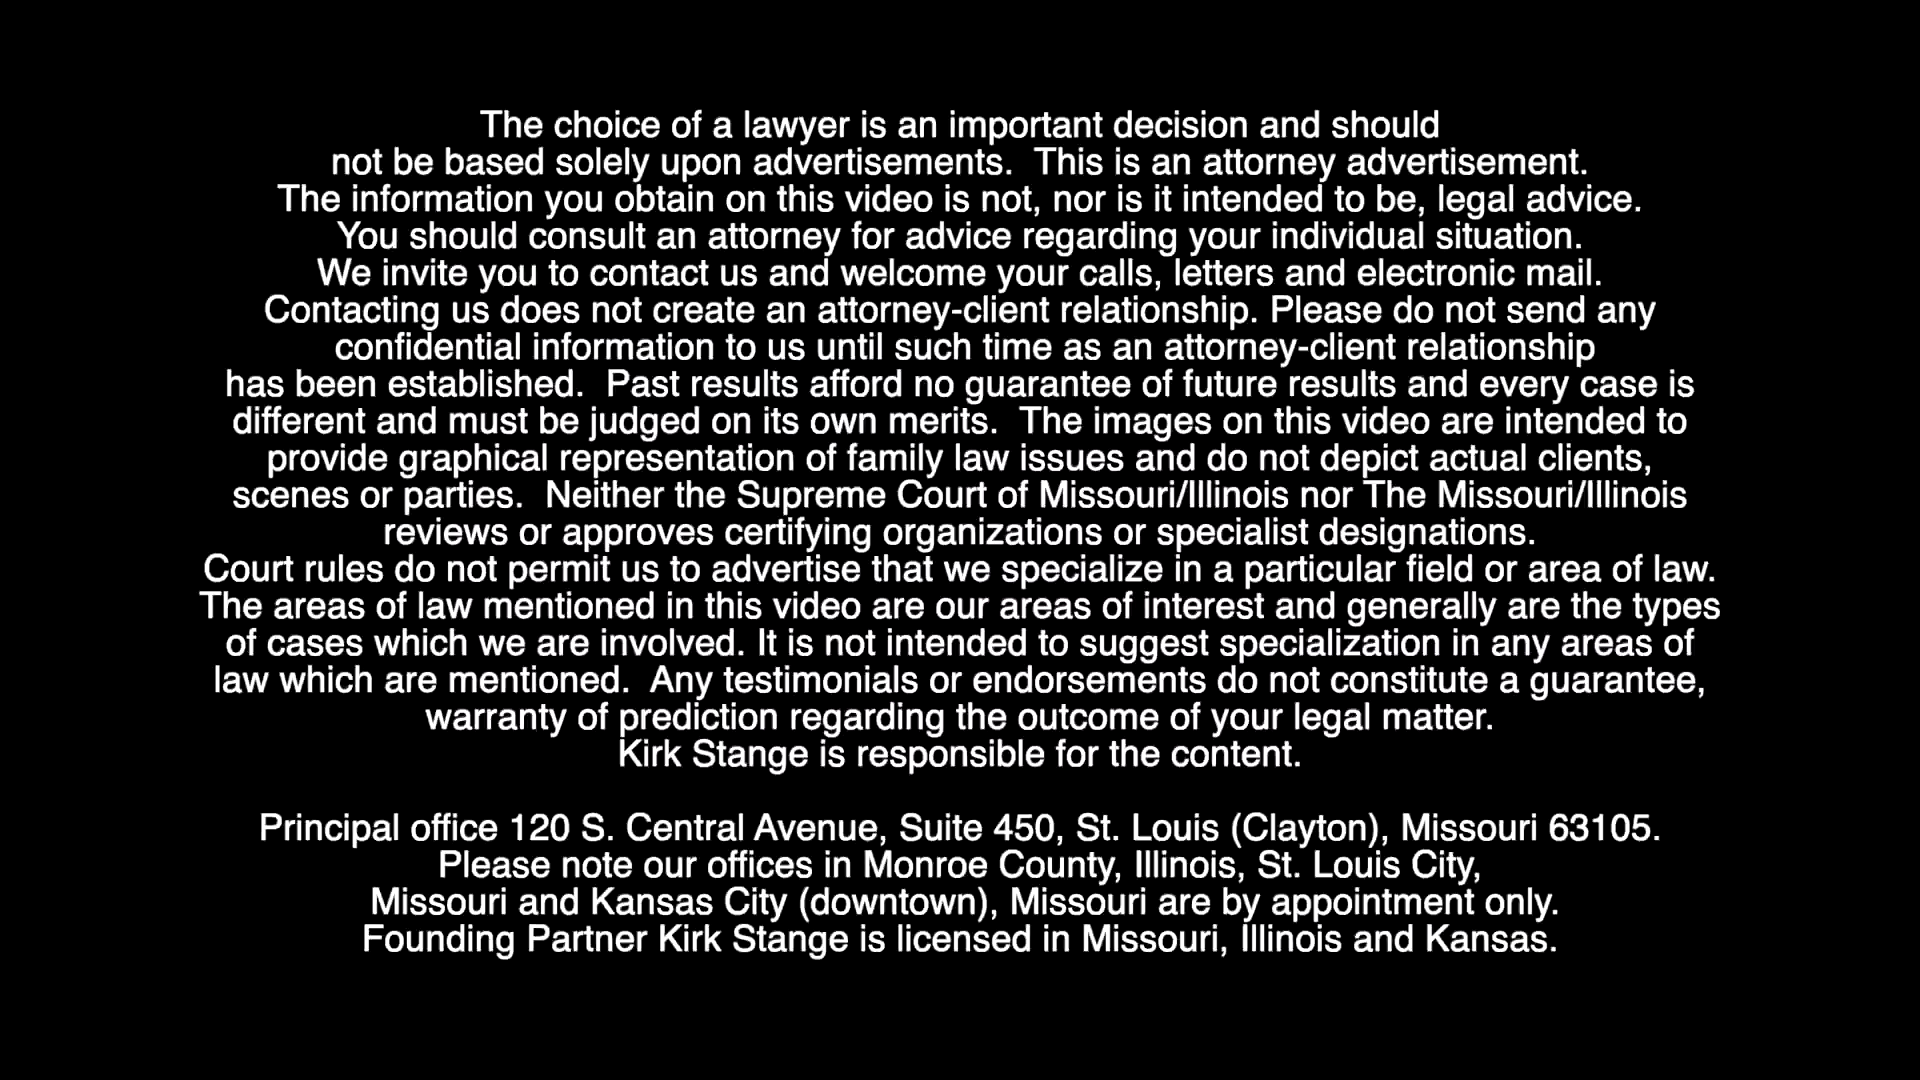 The choice of a lawyer is an important decision and should
not be based solely upon advertisements.  This is an attorney advertisement.
The information you obtain on this video is not, nor is it intended to be, legal advice.
You should consult an attorney for advice regarding your individual situation.
We invite you to contact us and welcome your calls, letters and electronic mail.
Contacting us does not create an attorney-client relationship. Please do not send any
confidential information to us until such time as an attorney-client relationship
has been established.  Past results afford no guarantee of future results and every case is
different and must be judged on its own merits.  The images on this video are intended to
provide graphical representation of family law issues and do not depict actual clients,
scenes or parties.  Neither the Supreme Court of Missouri/Illinois nor The Missouri/Illinois
reviews or approves certifying organizations or specialist designations.
Court rules do not permit us to advertise that we specialize in a particular field or area of law.
The areas of law mentioned in this video are our areas of interest and generally are the types
of cases which we are involved. It is not intended to suggest specialization in any areas of
law which are mentioned.  Any testimonials or endorsements do not constitute a guarantee,
warranty of prediction regarding the outcome of your legal matter.
Kirk Stange is responsible for the content.
Principal office 120 S. Central Avenue, Suite 450, St. Louis (Clayton), Missouri 63105.
Please note our offices in Monroe County, Illinois, St. Louis City,
Missouri and Kansas City (downtown), Missouri are by appointment only.
Founding Partner Kirk Stange is licensed in Missouri, Illinois and Kansas.